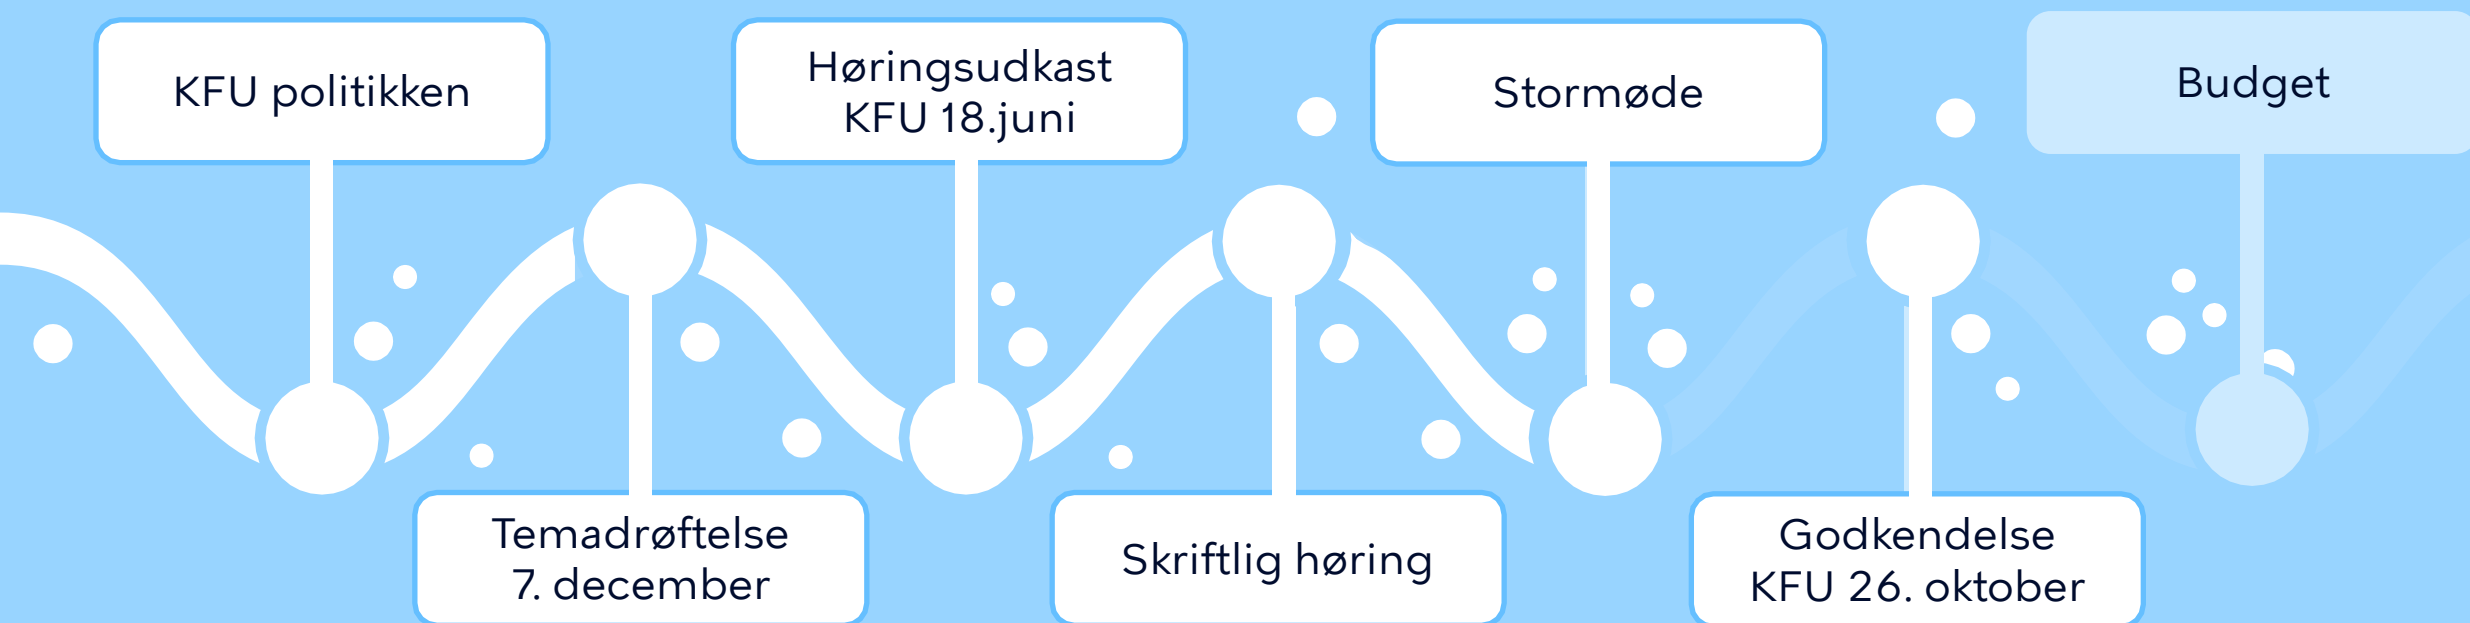 KFU politikken
Temadrøftelse
7. december
Høringsudkast
KFU 18.juni
Skriftlig høring
Stormøde
Godkendelse
KFU 26. oktober
Budget